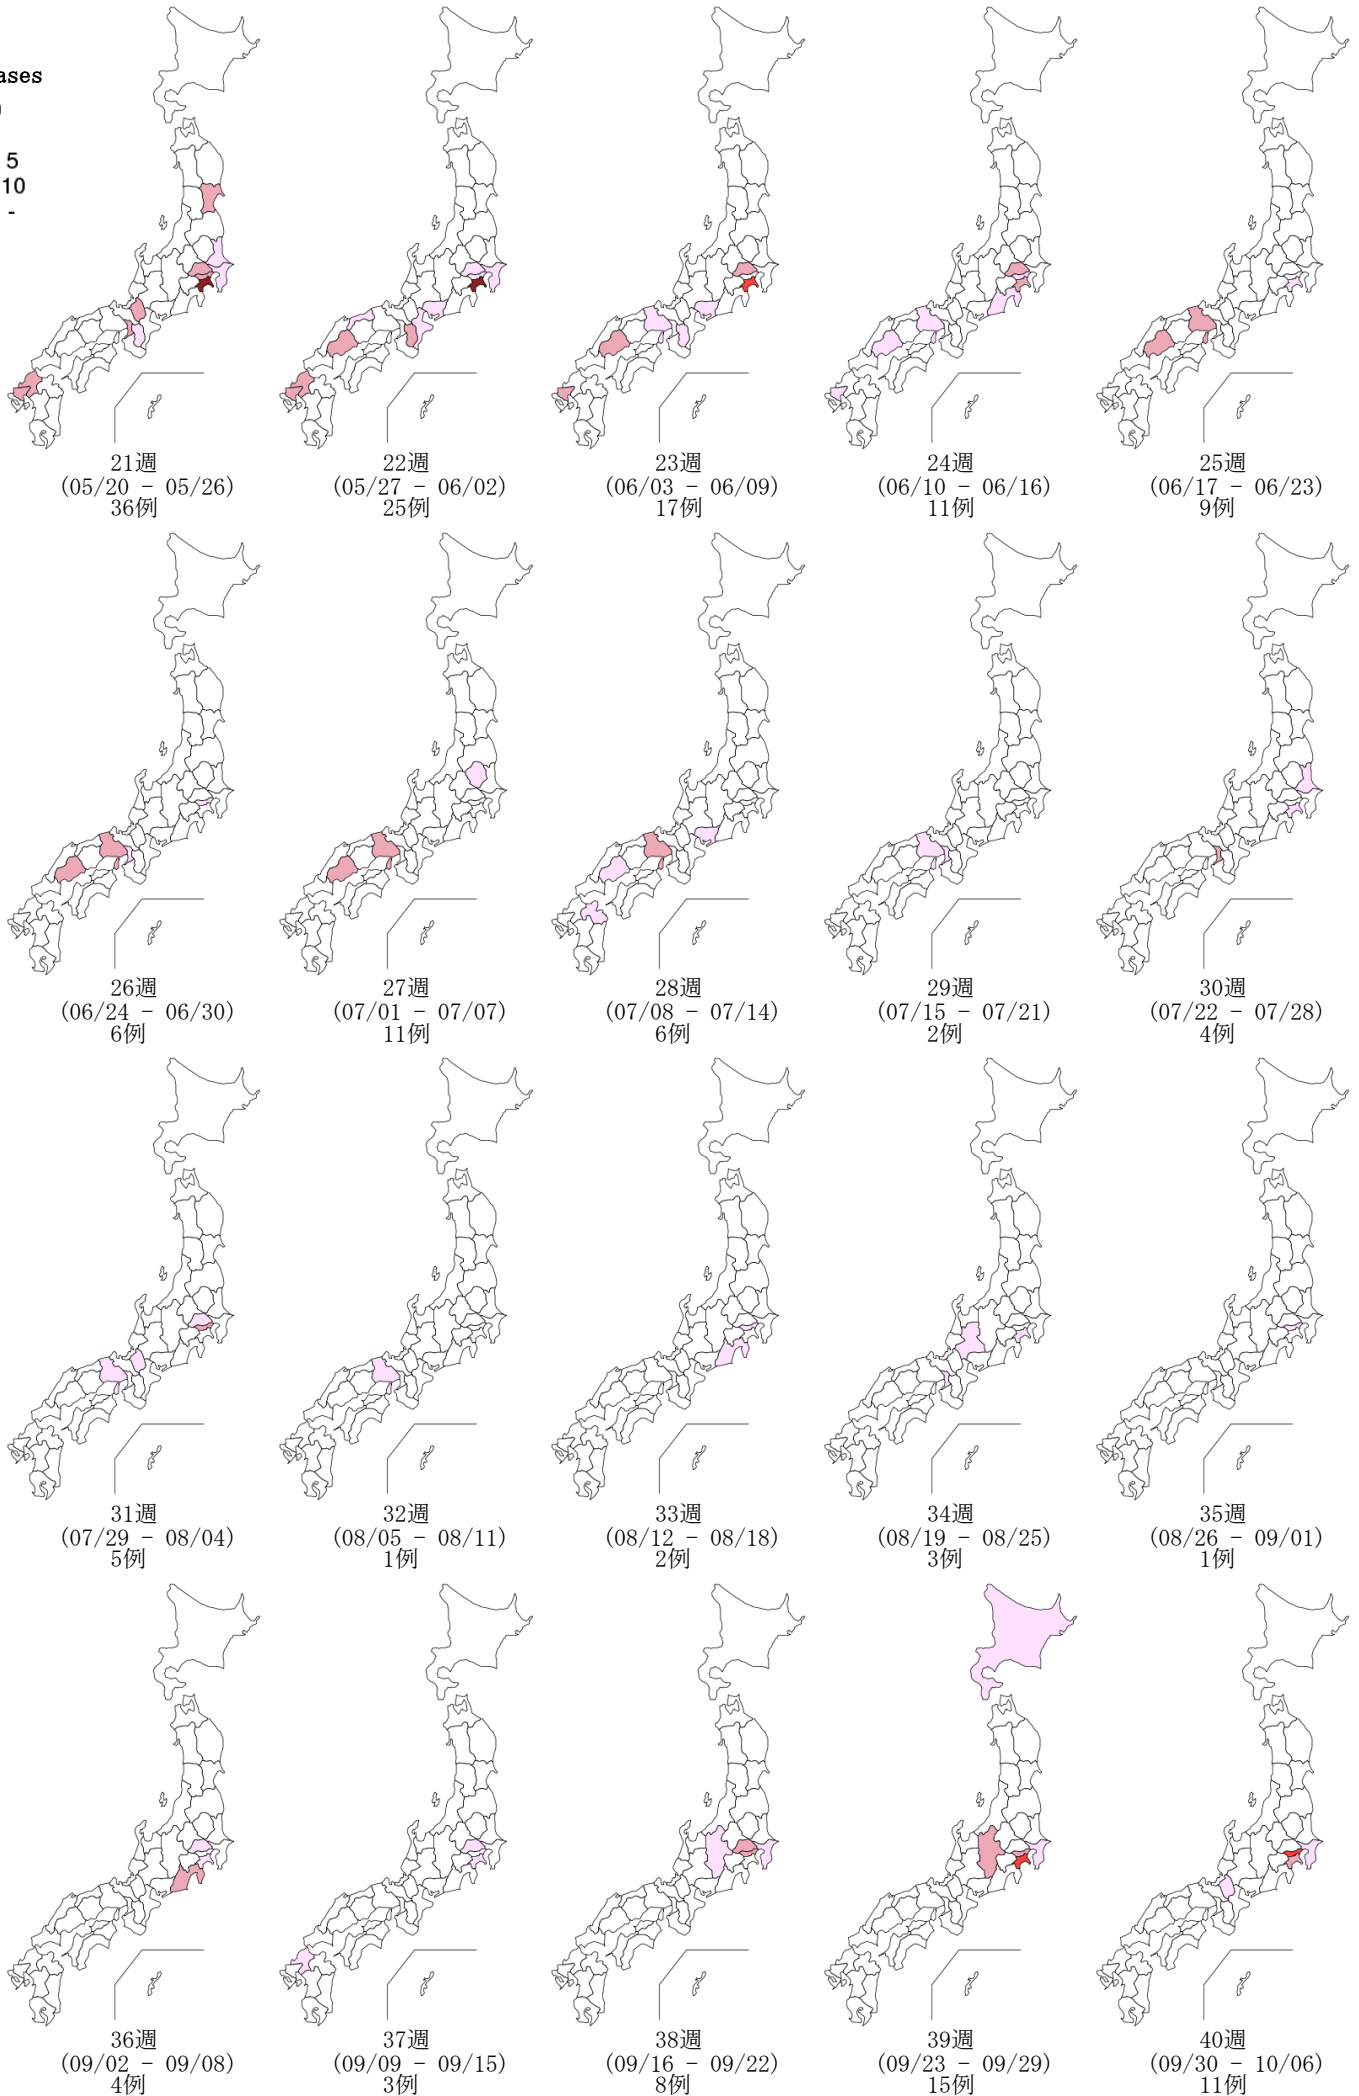 ases
5
10
-
21週
(05/20 - 05/26)
36例
22週
(05/27 - 06/02)
25例
23週
(06/03 - 06/09)
17例
24週
(06/10 - 06/16)
11例
25週
(06/17 - 06/23)
9例
26週
(06/24 - 06/30)
6例
27週
(07/01 - 07/07)
11例
28週
(07/08 - 07/14)
6例
29週
(07/15 - 07/21)
2例
30週
(07/22 - 07/28)
4例
31週
(07/29 - 08/04)
5例
32週
(08/05 - 08/11)
1例
33週
(08/12 - 08/18)
2例
34週
(08/19 - 08/25)
3例
35週
(08/26 - 09/01)
1例
36週
(09/02 - 09/08)
4例
37週
(09/09 - 09/15)
3例
38週
(09/16 - 09/22)
8例
39週
(09/23 - 09/29)
15例
40週
(09/30 - 10/06)
11例